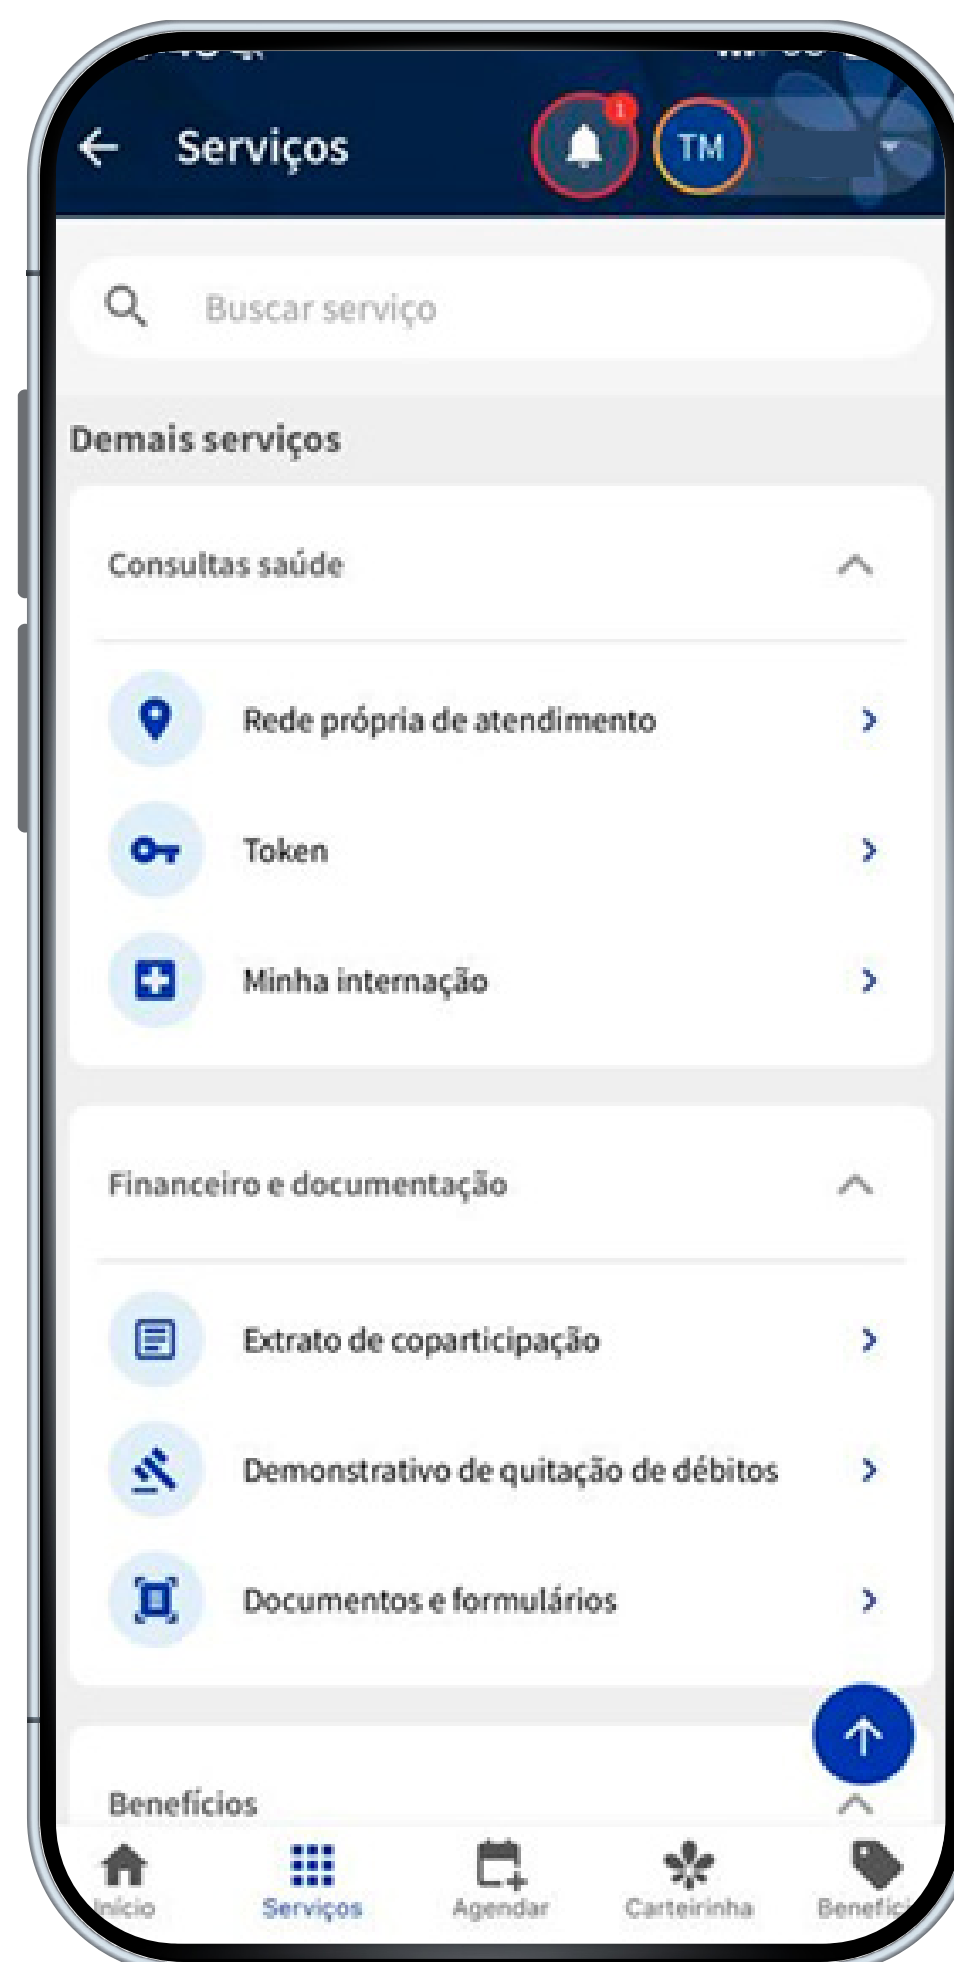 Serviços
1
TM
Buscar serviço
Demais serviços
Consultas saúde
Rede própria de atendimento
Token
Minha internação
Financeiro e documentação
Extrato de coparticipação
Demonstrativo de quitação de débitos
Documentos e formulários
Benefícios
Início
Serviços
Agendar
Carteirinha